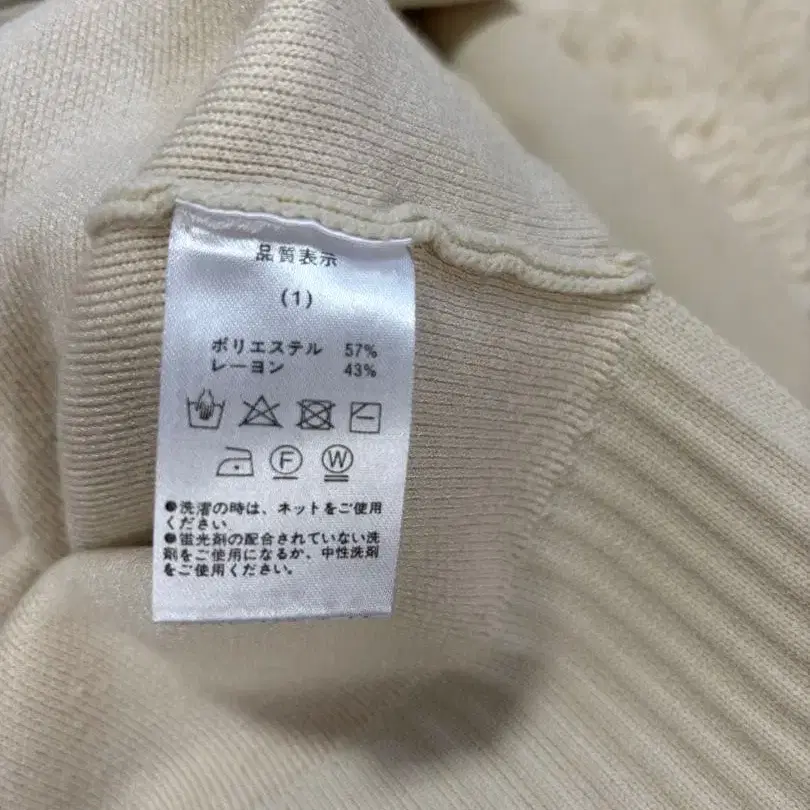 品質表示
(1)
ポリエステル 57%
レーヨン 43%
F W
●洗濯の時は、ネットをご使用
ください
●蛍光剤の配合されていない洗
剤をご使用になるか、中性洗剤
をご使用ください。